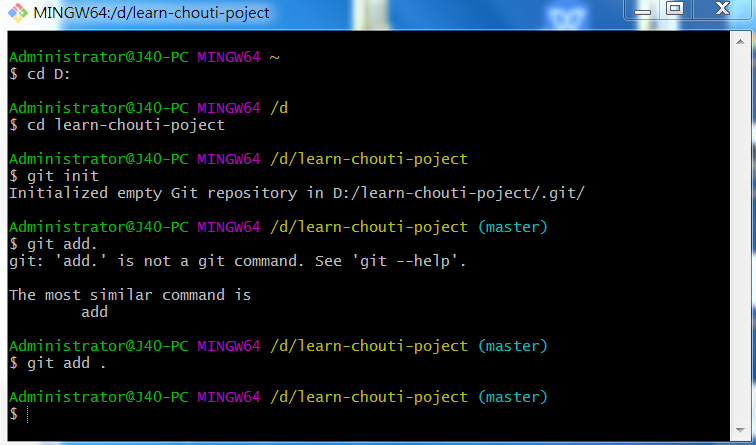 MINGW64:/d/learn-chouti-poject
Administrator@J40-PC MINGW64 ~
$ cd D:
Administrator@J40-PC MINGW64 /d
$ cd learn-chouti-poject
Administrator@J40-PC MINGW64 /d/learn-chouti-poject
$ git init
Initialized empty Git repository in D:/learn-chouti-poject/.git/
Administrator@J40-PC MINGW64 /d/learn-chouti-poject (master)
$ git add.
git: 'add.' is not a git command. See 'git --help'.
The most similar command is
add
Administrator@J40-PC MINGW64 /d/learn-chouti-poject (master)
$ git add .
Administrator@J40-PC MINGW64 /d/learn-chouti-poject (master)
$